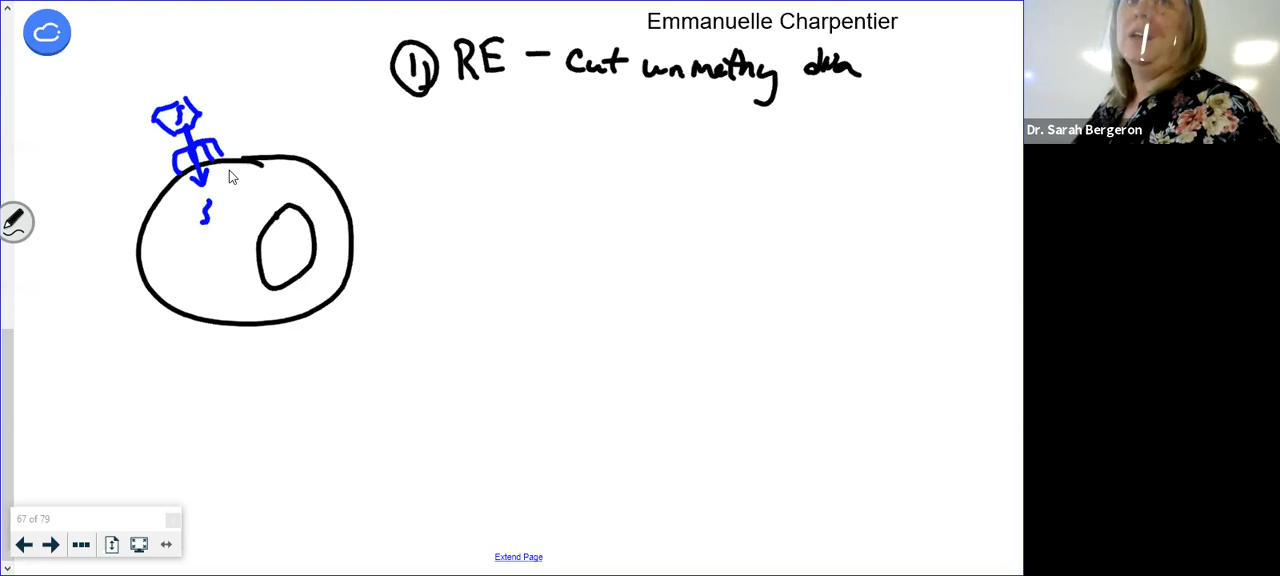 Emmanuelle Charpentier
① RE - cut unmethy dna
Dr. Sarah Bergeron
67 of 79
Extend Page